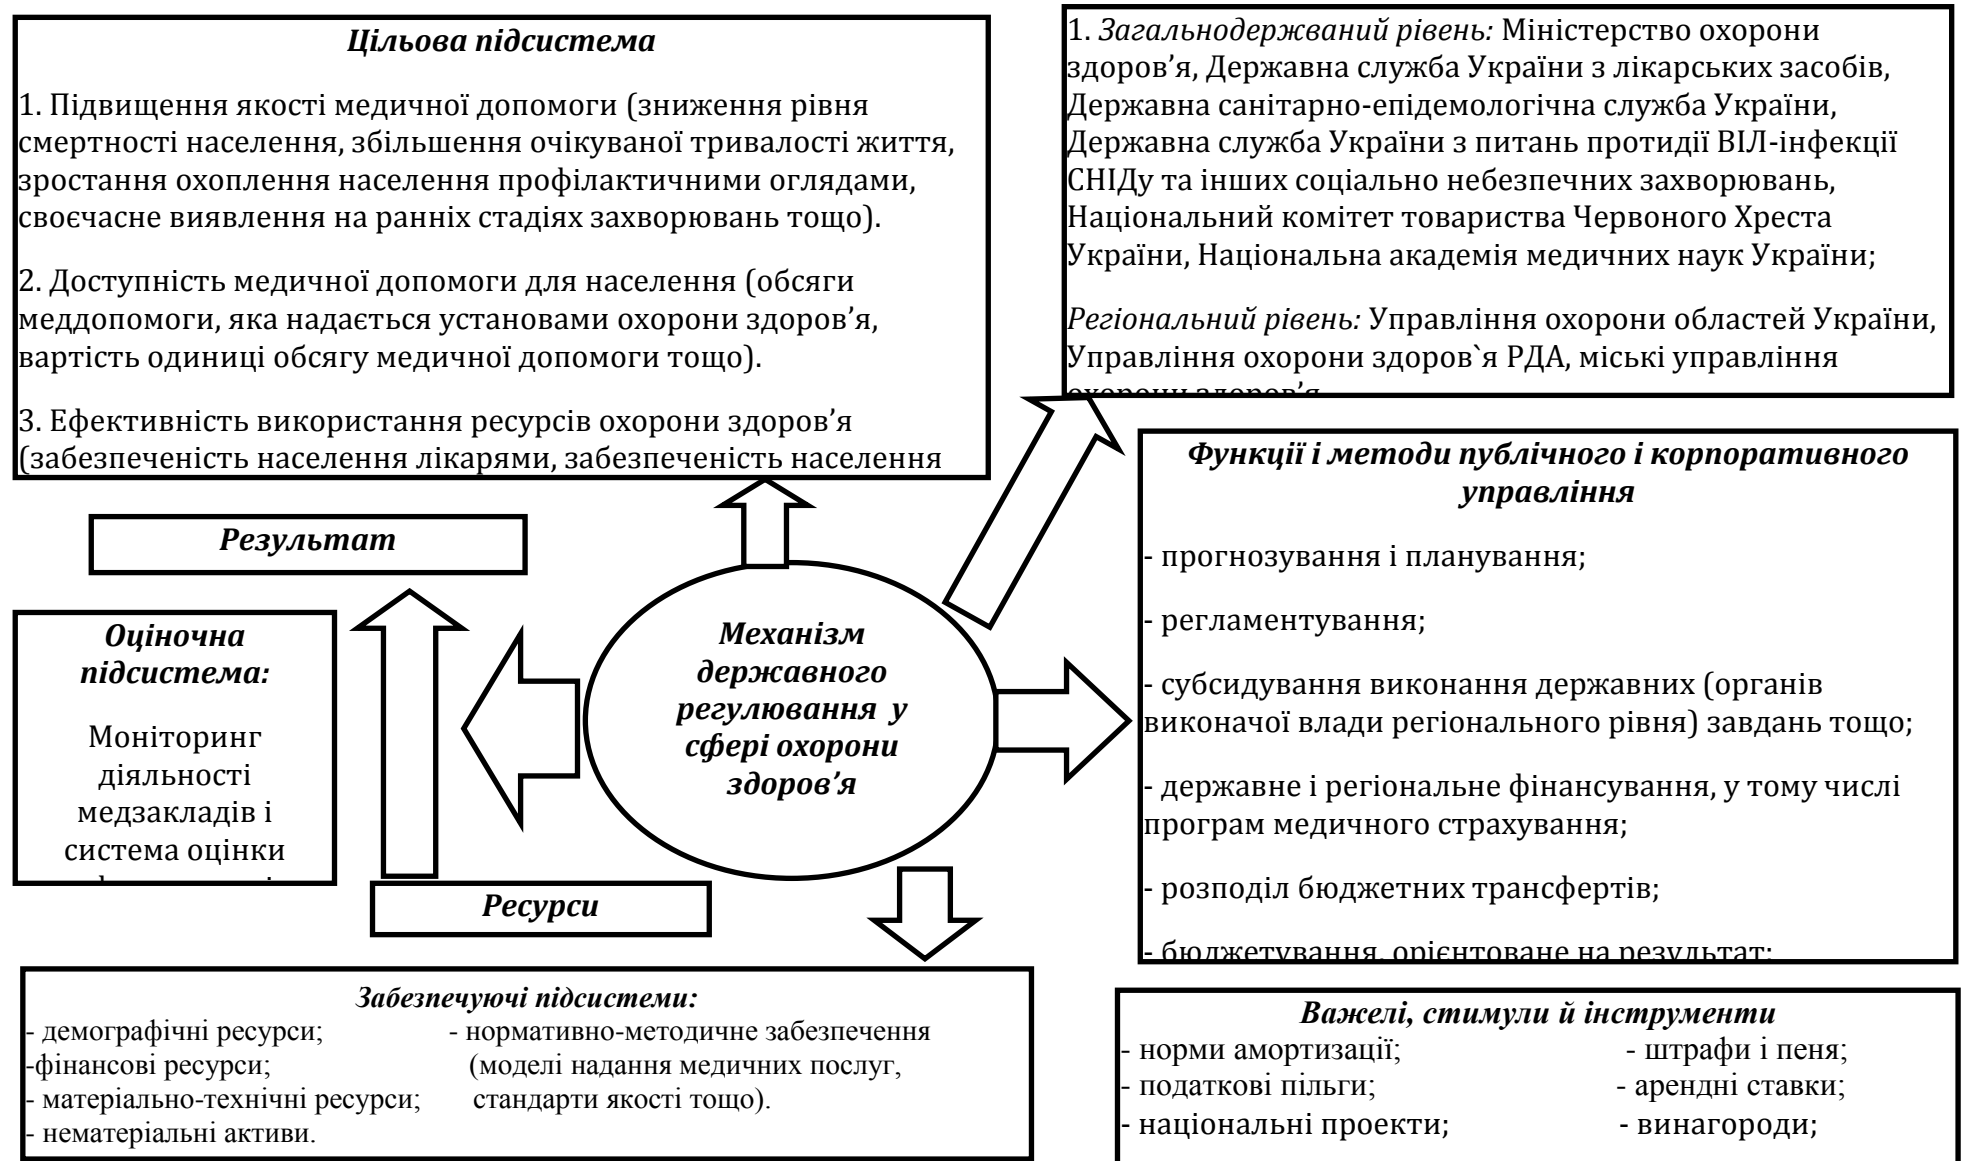 Цільова підсистема
1. Підвищення якості медичної допомоги (зниження рівня
смертності населення, збільшення очікуваної тривалості життя,
зростання охоплення населення профілактичними оглядами,
своєчасне виявлення на ранніх стадіях захворювань тощо).
2. Доступність медичної допомоги для населення (обсяги
меддопомоги, яка надається установами охорони здоров’я,
вартість одиниці обсягу медичної допомоги тощо).
3. Ефективність використання ресурсів охорони здоров’я
(забезпеченість населення лікарями, забезпеченість населення
1. Загальнодержваний рівень: Міністерство охорони
здоров’я, Державна служба України з лікарських засобів,
Державна санітарно-епідемологічна служба України,
Державна служба України з питань протидії ВІЛ-інфекції
СНІДу та інших соціально небезпечних захворювань,
Національний комітет товариства Червоного Хреста
України, Національна академія медичних наук України;
Регіональний рівень: Управління охорони областей України,
Управління охорони здоров`я РДА, міські управління
охорони здоров’я
Функції і методи публічного і корпоративного
управління
- прогнозування і планування;
- регламентування;
- субсидування виконання державних (органів
виконачої влади регіонального рівня) завдань тощо;
- державне і регіональне фінансування, у тому числі
програм медичного страхування;
- розподіл бюджетних трансфертів;
- бюджетування, орієнтоване на результат;
Результат
Оціночна
підсистема:
Моніторинг
діяльності
медзакладів і
система оцінки
Механізм
державного
регулювання у
сфері охорони
здоров’я
Ресурси
Забезпечуючі підсистеми:
- демографічні ресурси; - нормативно-методичне забезпечення
-фінансові ресурси; (моделі надання медичних послуг,
- матеріально-технічні ресурси; стандарти якості тощо).
- нематеріальні активи.
Важелі, стимули й інструменти
- норми амортизації; - штрафи і пеня;
- податкові пільги; - арендні ставки;
- національні проекти; - винагороди;